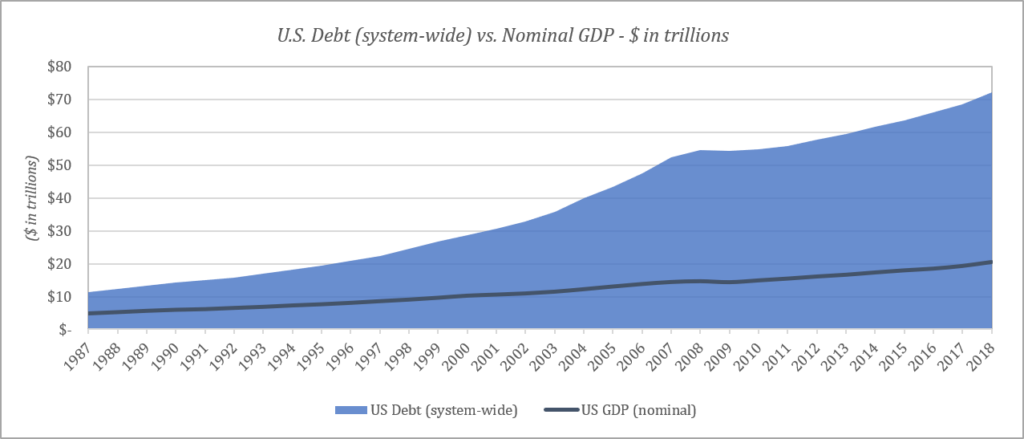 U.S. Debt (system-wide) vs. Nominal GDP - $ in trillions
($ in trillions)
$80
$70
$60
$50
$40
$30
$20
$10
$-
1987 1988 1989 1990 1991 1992 1993 1994 1995 1996 1997 1998 1999 2000 2001 2002 2003 2004 2005 2006 2007 2008 2009 2010 2011 2012 2013 2014 2015 2016 2017 2018
US Debt (system-wide) US GDP (nominal)